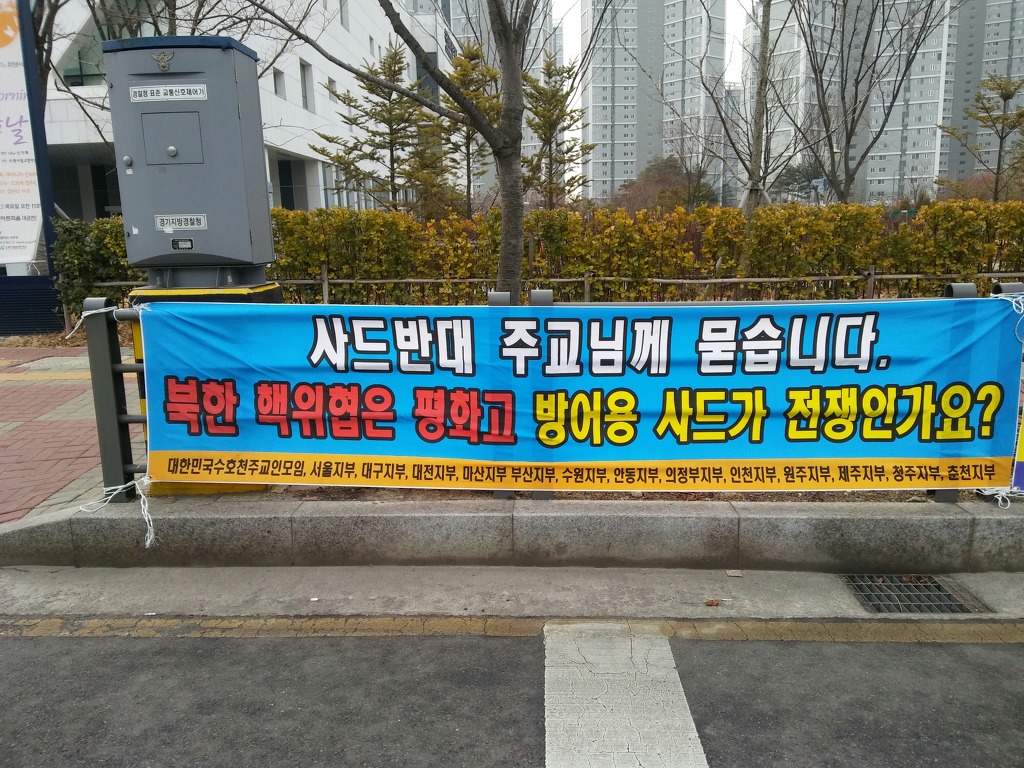 경찰청 표준 교통신호제어기
경기지방경찰청
사드반대 주교님께 묻습니다.
북한 핵위협은 평화고 방어용 사드가 전쟁인가요?
대한민국수호천주교인모임, 서울지부, 대구지부, 대전지부, 마산지부 부산지부, 수원지부, 안동지부, 의정부지부, 인천지부, 원주지부, 제주지부, 청주지부, 춘천지부